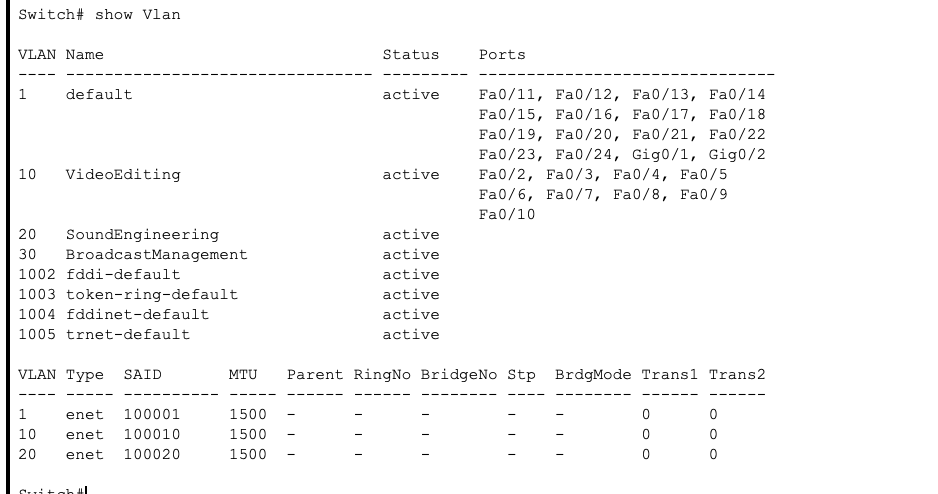 Switch# show Vlan
VLAN Name                             Status    Ports
---- -------------------------------- --------- -------------------------------
1    default                          active    Fa0/11, Fa0/12, Fa0/13, Fa0/14
                                                Fa0/15, Fa0/16, Fa0/17, Fa0/18
                                                Fa0/19, Fa0/20, Fa0/21, Fa0/22
                                                Fa0/23, Fa0/24, Gig0/1, Gig0/2
10   VideoEditing                     active    Fa0/2, Fa0/3, Fa0/4, Fa0/5
                                                Fa0/6, Fa0/7, Fa0/8, Fa0/9
                                                Fa0/10
20   SoundEngineering                 active
30   BroadcastManagement              active
1002 fddi-default                     active
1003 token-ring-default               active
1004 fddinet-default                  active
1005 trnet-default                    active
VLAN Type  SAID       MTU   Parent RingNo BridgeNo Stp  BrdgMode Trans1 Trans2
---- ----- ---------- ----- ------ ------ -------- ---- -------- ------ ------
1    enet  100001     1500  -      -      -        -    -        0      0
10   enet  100010     1500  -      -      -        -    -        0      0
20   enet  100020     1500  -      -      -        -    -        0      0
Switch#